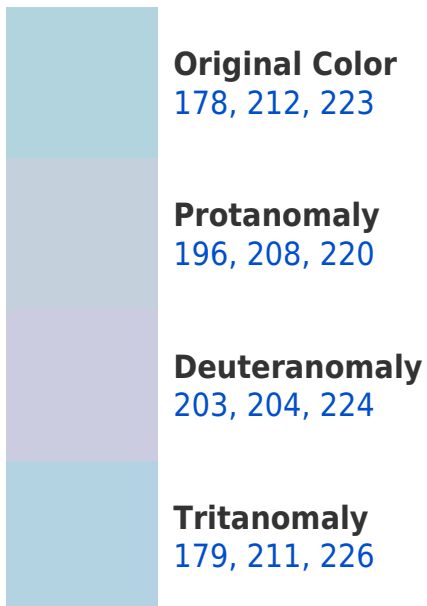 Original Color
178, 212, 223
Protanomaly
196, 208, 220
Deuteranomaly
203, 204, 224
Tritanomaly
179, 211, 226